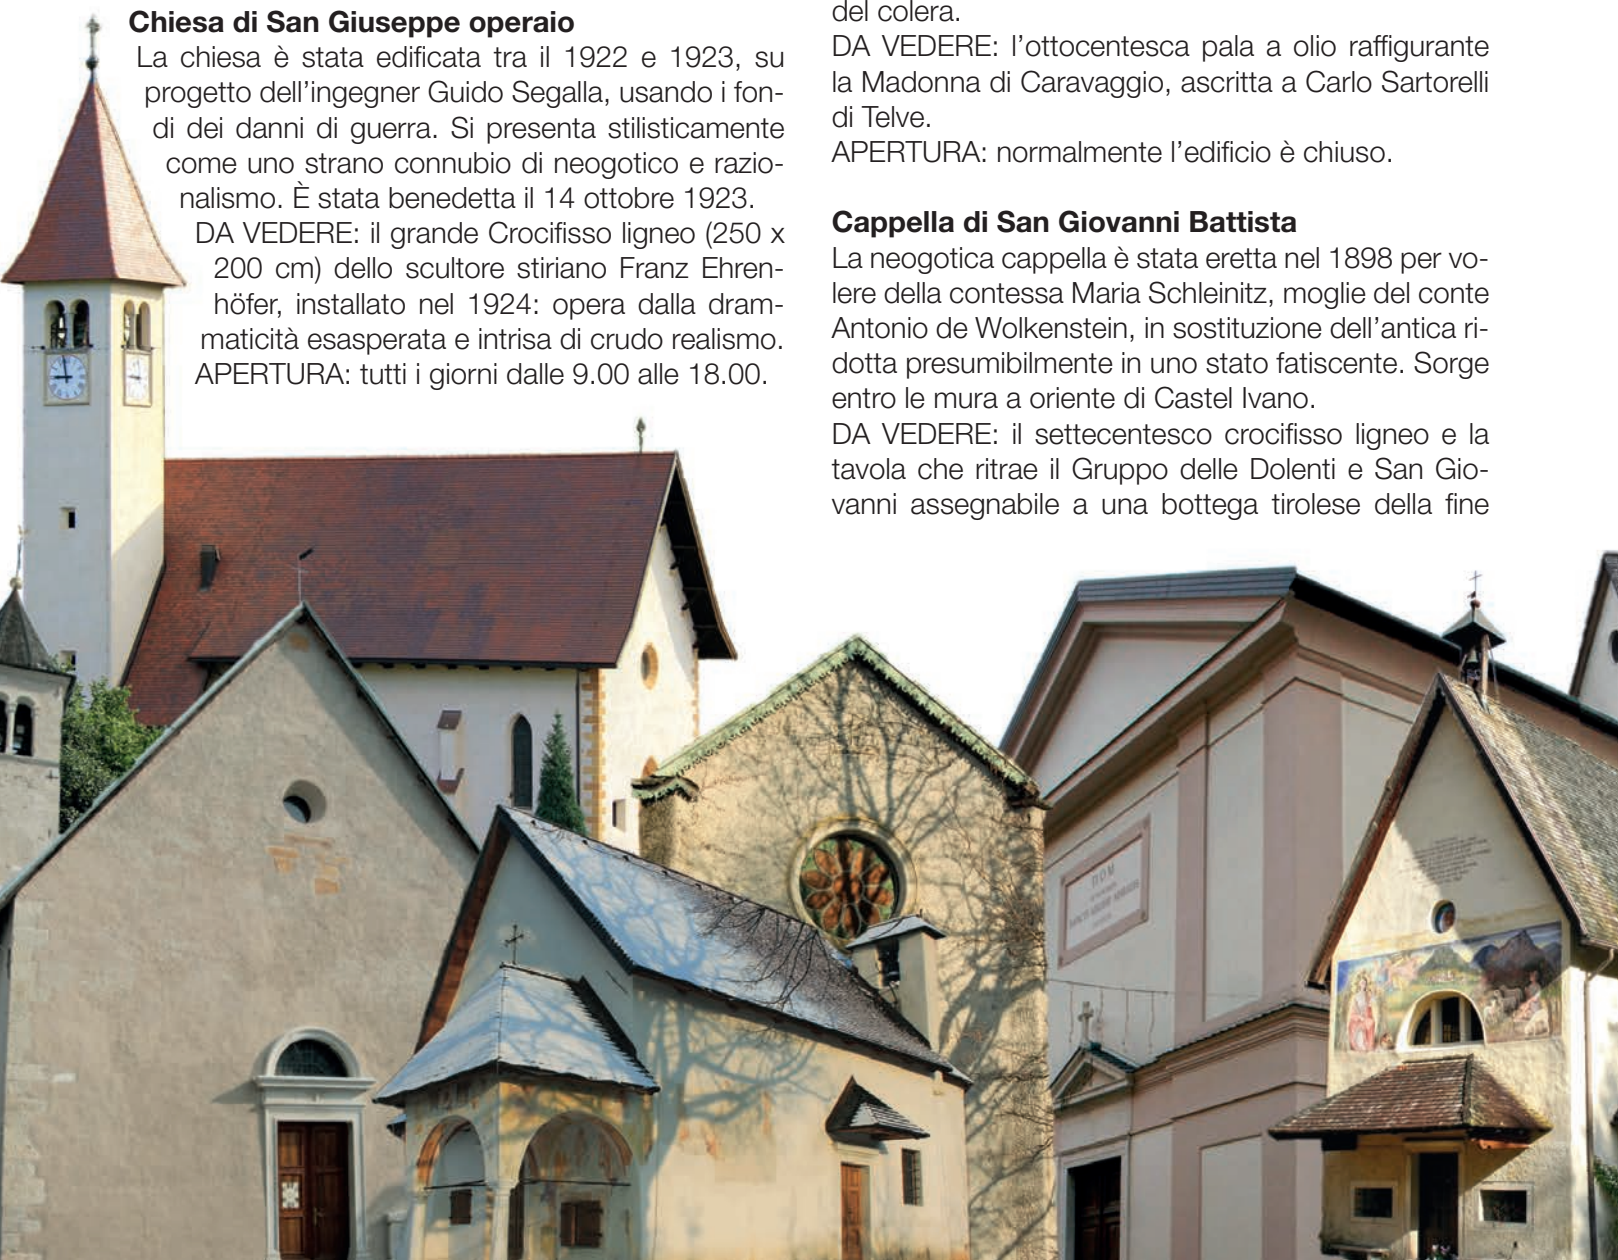 Chiesa di San Giuseppe operaio
La chiesa è stata edificata tra il 1922 e 1923, su
progetto dell’ingegner Guido Segalla, usando i fon-
di dei danni di guerra. Si presenta stilisticamente
come uno strano connubio di neogotico e razio-
nalismo. È stata benedetta il 14 ottobre 1923.
DA VEDERE: il grande Crocifisso ligneo (250 x
200 cm) dello scultore stiriano Franz Ehren-
höfer, installato nel 1924: opera dalla dram-
maticità esasperata e intrisa di crudo realismo.
APERTURA: tutti i giorni dalle 9.00 alle 18.00.
del colera.
DA VEDERE: l’ottocentesca pala a olio raffigurante
la Madonna di Caravaggio, ascritta a Carlo Sartorelli
di Telve.
APERTURA: normalmente l’edificio è chiuso.
Cappella di San Giovanni Battista
La neogotica cappella è stata eretta nel 1898 per vo-
lere della contessa Maria Schleinitz, moglie del conte
Antonio de Wolkenstein, in sostituzione dell’antica ri-
dotta presumibilmente in uno stato fatiscente. Sorge
entro le mura a oriente di Castel Ivano.
DA VEDERE: il settecentesco crocifisso ligneo e la
tavola che ritrae il Gruppo delle Dolenti e San Gio-
vanni assegnabile a una bottega tirolese della fine